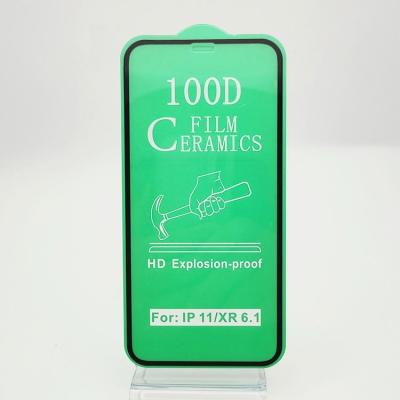 100D
FILM
CERAMICS
HD Explosion-proof
For: IP 11/XR 6.1